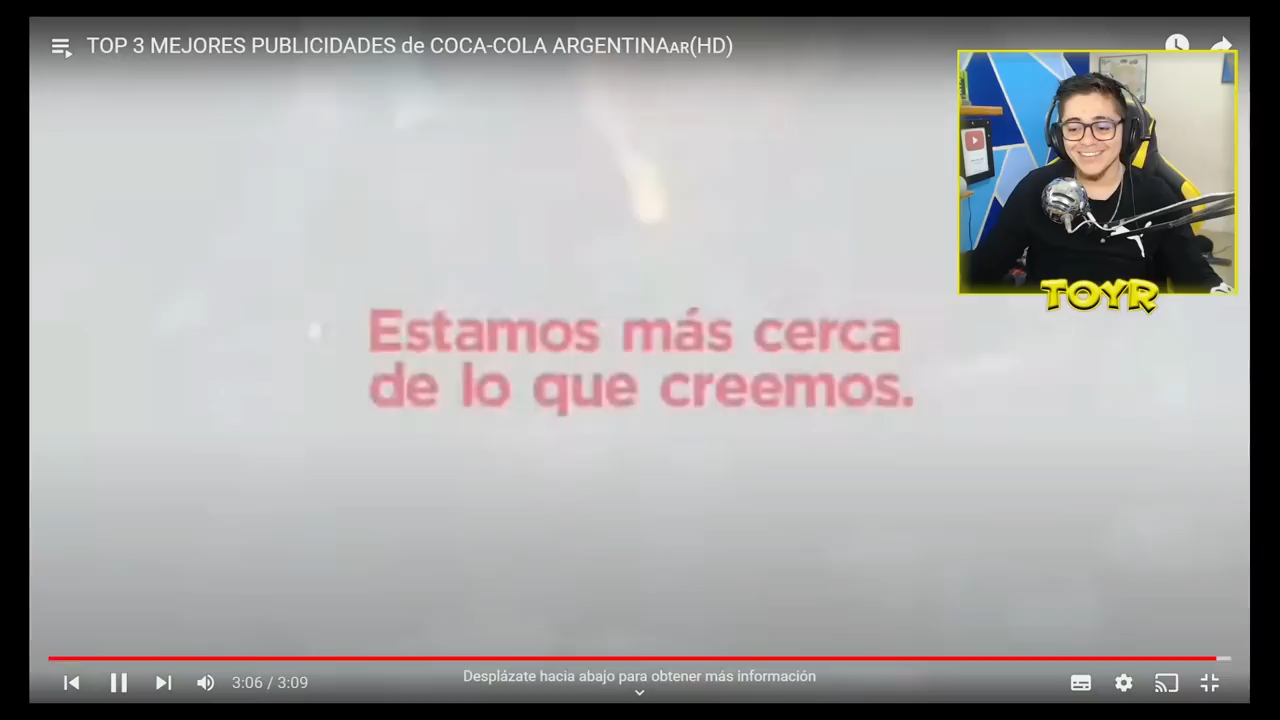 TOP 3 MEJORES PUBLICIDADES de COCA-COLA ARGENTINAAR(HD)
TOYR
Estamos más cerca
de lo que creemos.
3:06 / 3:09
Desplázate hacia abajo para obtener más información